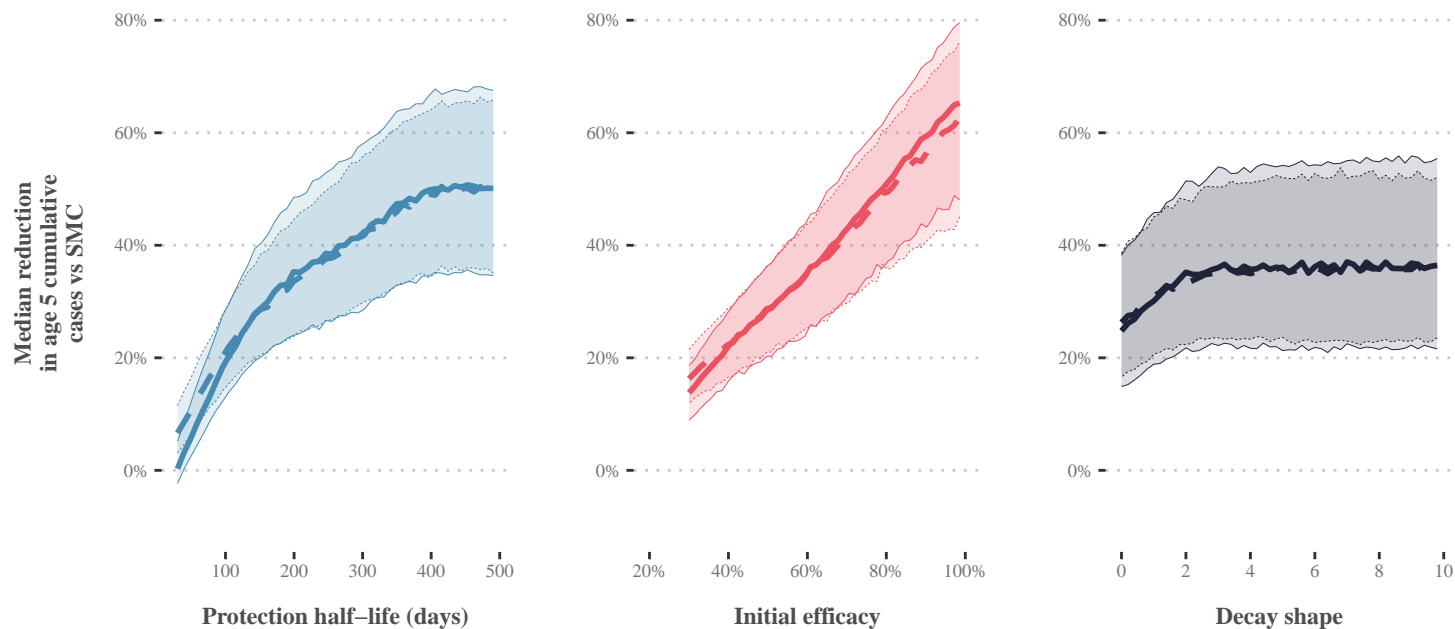 Median reduction
in age 5 cumulative
cases vs SMC
80%
60%
40%
20%
0%
100 200 300 400 500
Protection half−life (days)
80%
60%
40%
20%
0%
20% 40% 60% 80% 100%
Initial efficacy
80%
60%
40%
20%
0%
0 2 4 6 8 10
Decay shape